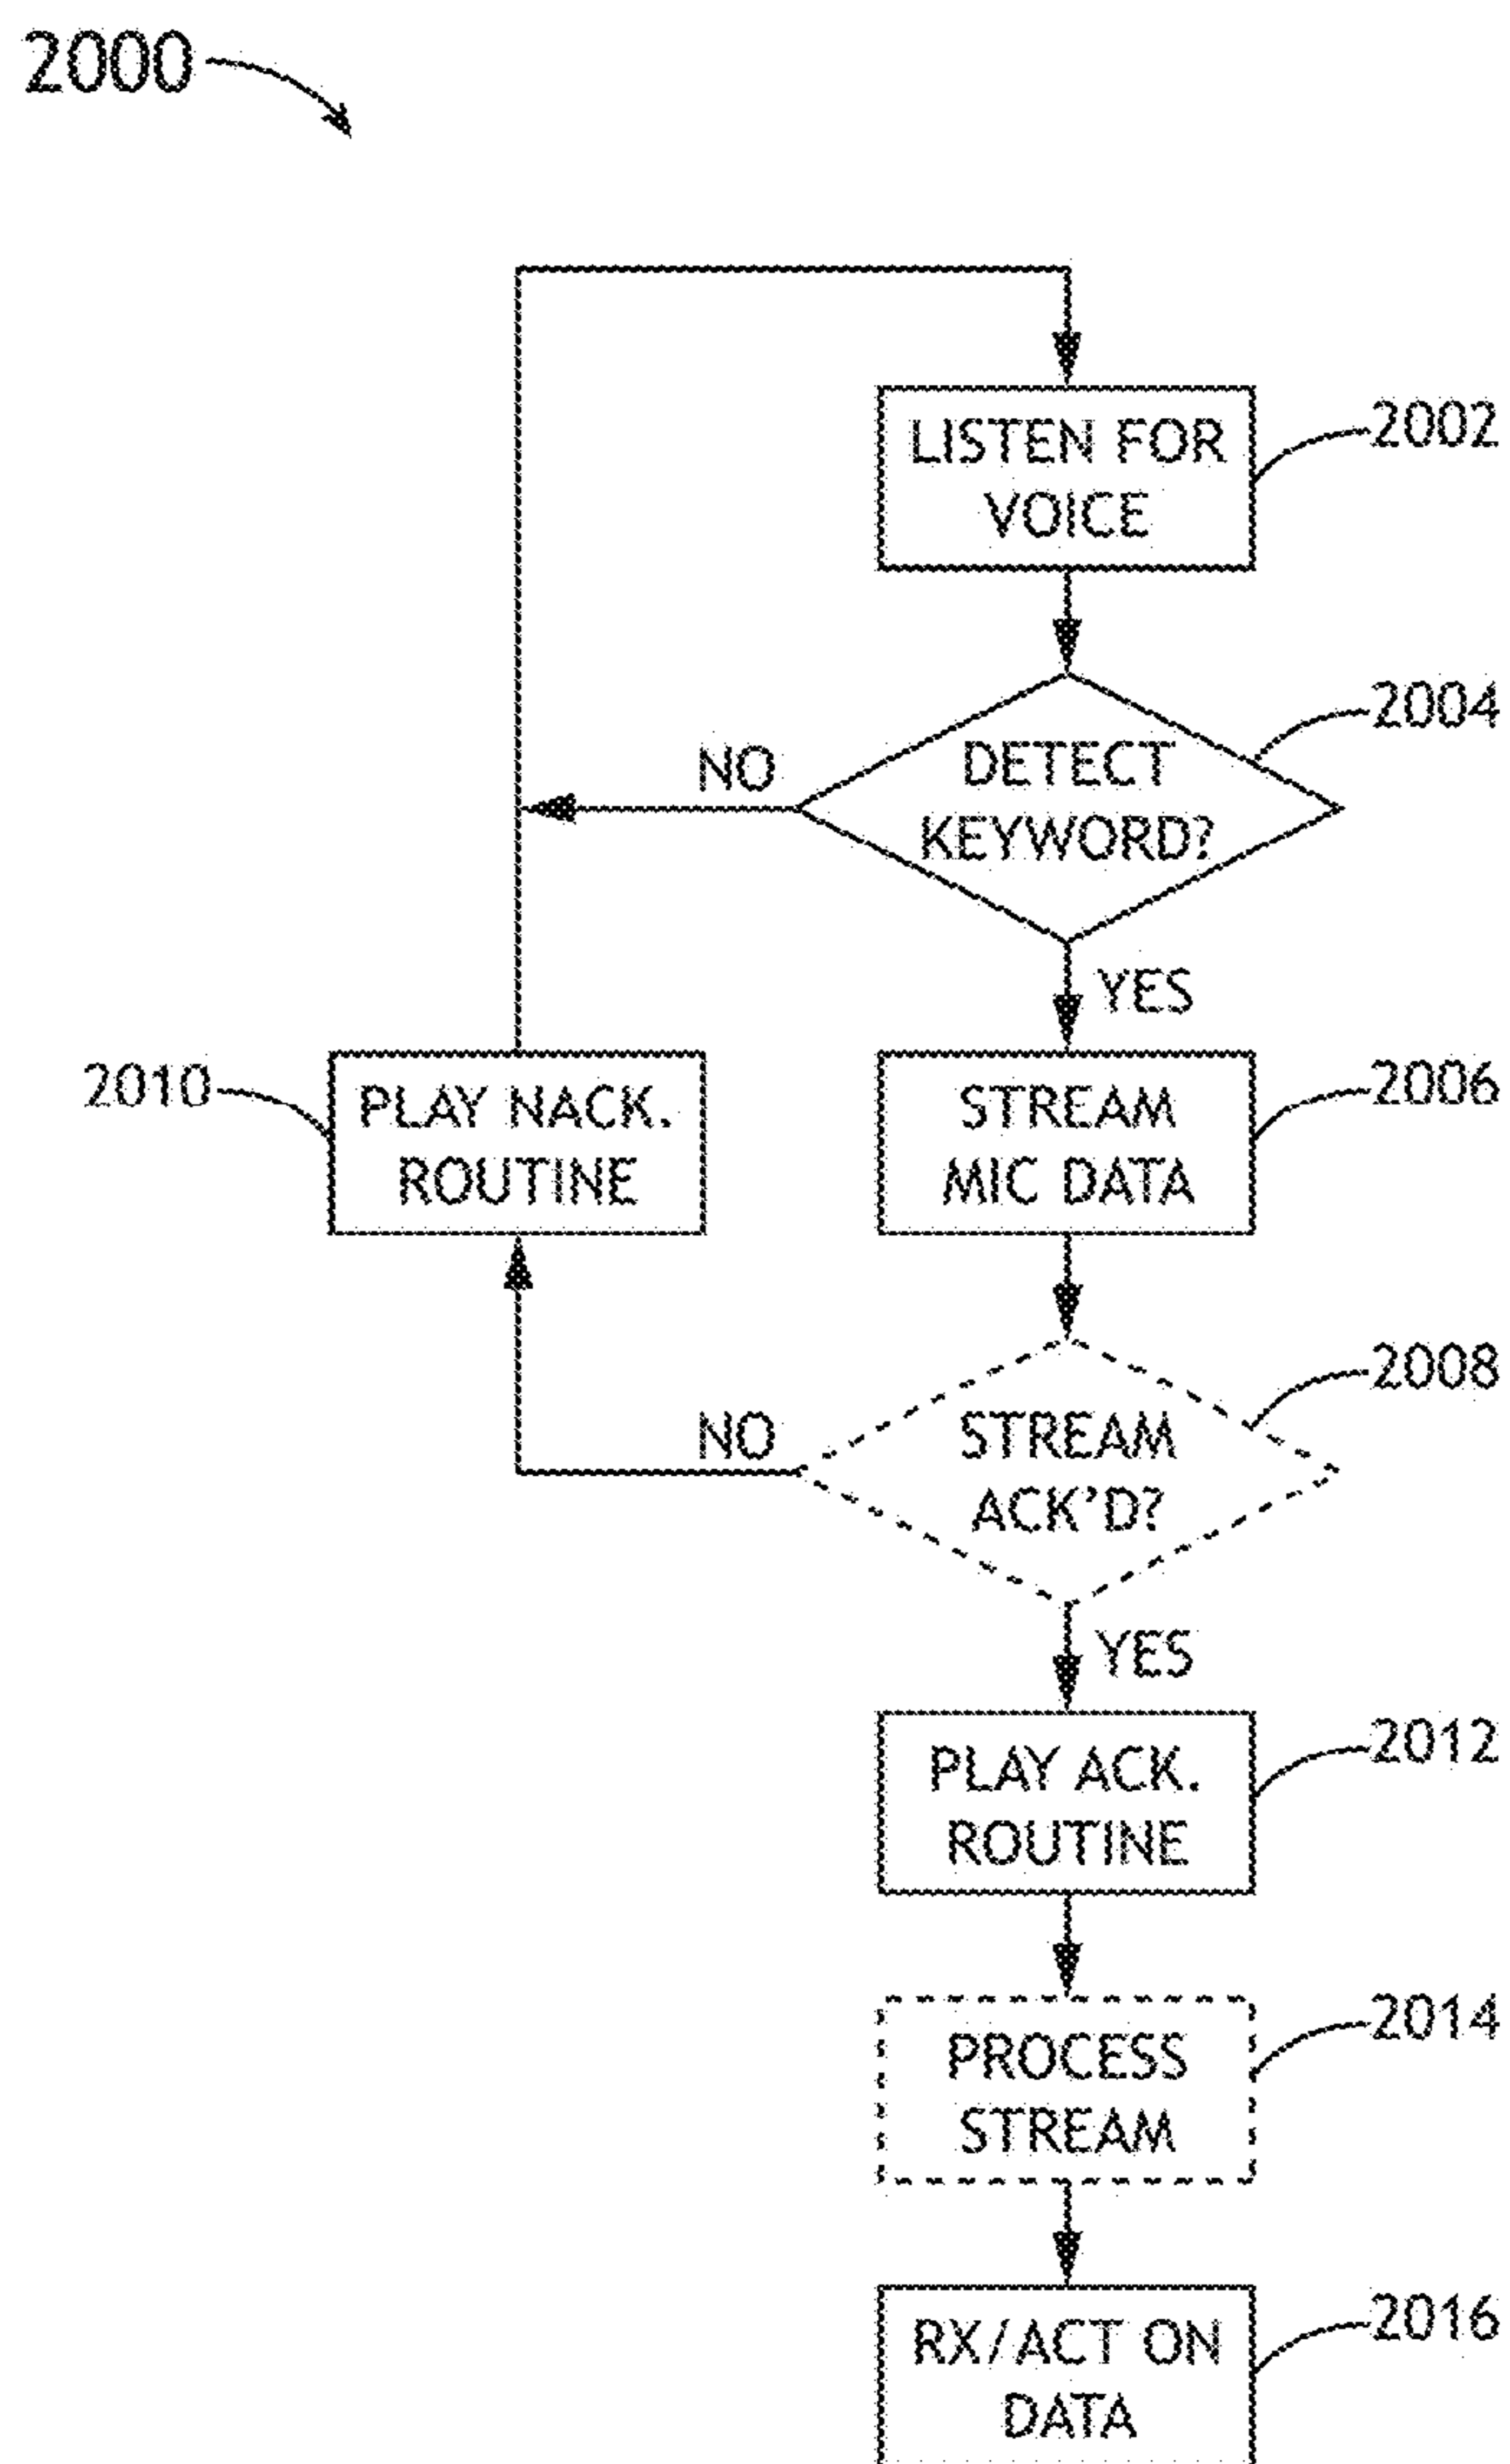 2000
LISTEN FOR
VOICE
2002
DETECT
KEYWORD?
2004
NO
YES
2010
PLAY NACK.
ROUTINE
STREAM
MIC DATA
2006
STREAM
ACK'D?
2008
NO
YES
PLAY ACK.
ROUTINE
2012
PROCESS
STREAM
2014
RX/ACT ON
DATA
2016